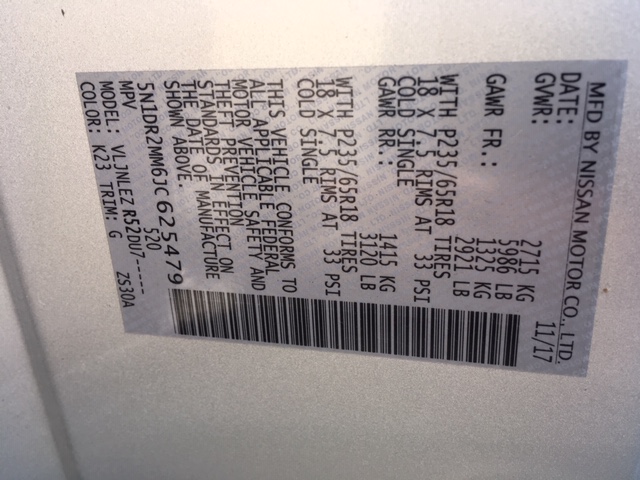 MFD BY NISSAN MOTOR CO., LTD.
DATE: 11/17
GVWR: 2715 KG
5986 LB
GAWR FR.: 1325 KG
2921 LB
WITH P235/65R18 TIRES
18 X 7.5 RIMS AT 33 PSI
COLD SINGLE
GAWR RR.: 1415 KG
3120 LB
WITH P235/65R18 TIRES
18 X 7.5 RIMS AT 33 PSI
COLD SINGLE
THIS VEHICLE CONFORMS TO
ALL APPLICABLE FEDERAL
MOTOR VEHICLE SAFETY AND
THEFT PREVENTION
STANDARDS IN EFFECT ON
THE DATE OF MANUFACTURE
SHOWN ABOVE.
5N1DR2MM6JC625479
MPV 520
MODEL: VLJNLEZ R52DU7-----
COLOR: K23 TRIM: G ZS30A